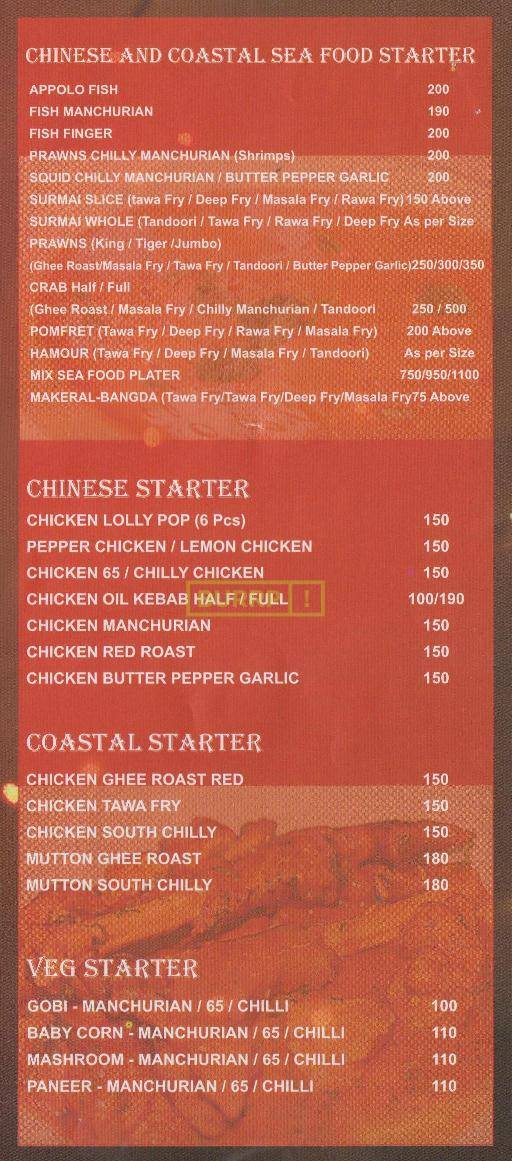 CHINESE AND COASTAL SEA FOOD STARTER
APPOLO FISH 200
FISH MANCHURIAN 190
FISH FINGER 200
PRAWNS CHILLY MANCHURIAN (Shrimps) 200
SQUID CHILLY MANCHURIAN / BUTTER PEPPER GARLIC 200
SURMAI SLICE (tawa Fry / Deep Fry / Masala Fry / Rawa Fry) 150 Above
SURMAI WHOLE (Tandoori / Tawa Fry / Rawa Fry / Deep Fry As per Size
PRAWNS (King / Tiger /Jumbo)
(Ghee Roast/Masala Fry / Tawa Fry / Tandoori / Butter Pepper Garlic)250/300/350
CRAB Half / Full
(Ghee Roast / Masala Fry / Chilly Manchurian / Tandoori 250 / 500
POMFRET (Tawa Fry / Deep Fry / Rawa Fry / Masala Fry) 200 Above
HAMOUR (Tawa Fry / Deep Fry / Masala Fry / Tandoori) As per Size
MIX SEA FOOD PLATER 750/950/1100
MAKERAL-BANGDA (Tawa Fry/Tawa Fry/Deep Fry/Masala Fry75 Above
CHINESE STARTER
CHICKEN LOLLY POP (6 Pcs) 150
PEPPER CHICKEN / LEMON CHICKEN 150
CHICKEN 65 / CHILLY CHICKEN 150
CHICKEN OIL KEBAB HALF / FULL 100/190
BURRP !
CHICKEN MANCHURIAN 150
CHICKEN RED ROAST 150
CHICKEN BUTTER PEPPER GARLIC 150
COASTAL STARTER
CHICKEN GHEE ROAST RED 150
CHICKEN TAWA FRY 150
CHICKEN SOUTH CHILLY 150
MUTTON GHEE ROAST 180
MUTTON SOUTH CHILLY 180
VEG STARTER
GOBI - MANCHURIAN / 65 / CHILLI 100
BABY CORN - MANCHURIAN / 65 / CHILLI 110
MASHROOM - MANCHURIAN / 65 / CHILLI 110
PANEER - MANCHURIAN / 65 / CHILLI 110